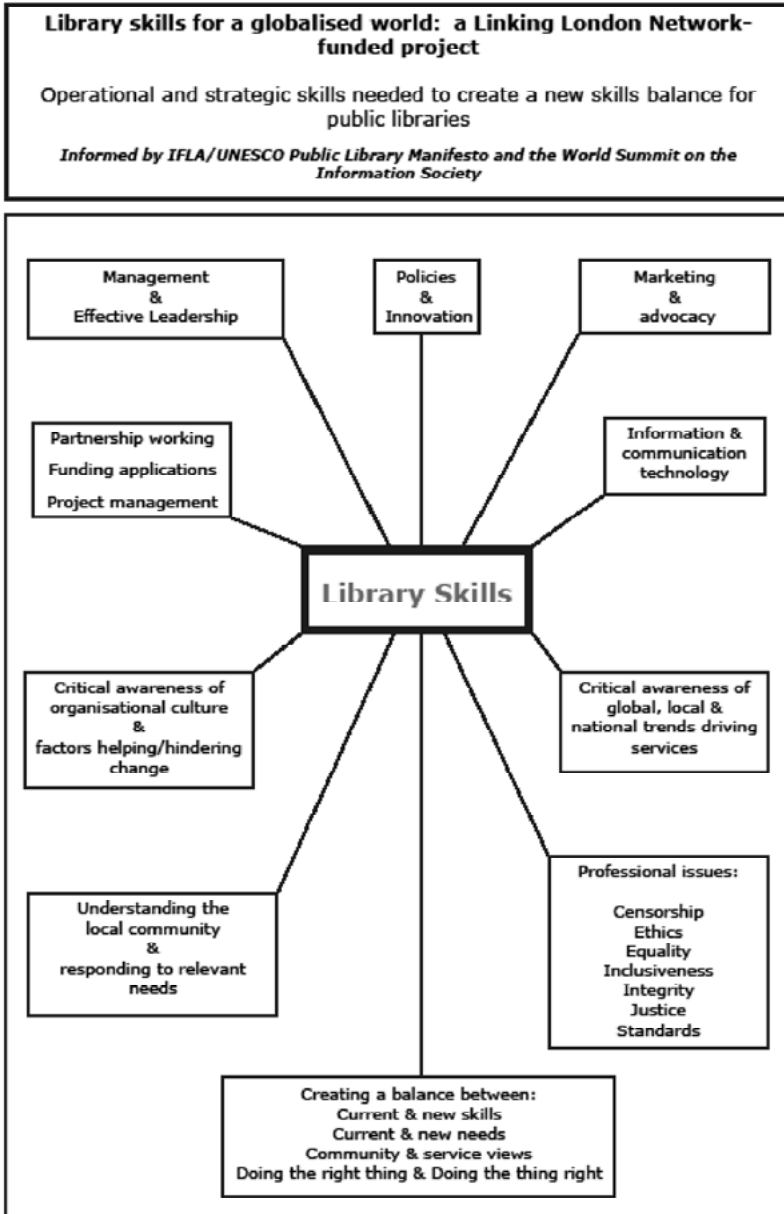 Library skills for a globalised world: a Linking London Network-
funded project
Operational and strategic skills needed to create a new skills balance for
public libraries
Informed by IFLA/UNESCO Public Library Manifesto and the World Summit on the
Information Society
Management
&
Effective Leadership
Policies
&
Innovation
Marketing
&
advocacy
Partnership working
Funding applications
Project management
Information &
communication
technology
Library Skills
Critical awareness of
organisational culture
&
factors helping/hindering
change
Critical awareness of
global, local &
national trends driving
services
Understanding the
local community
&
responding to relevant
needs
Professional issues:
Censorship
Ethics
Equality
Inclusiveness
Integrity
Justice
Standards
Creating a balance between:
Current & new skills
Current & new needs
Community & service views
Doing the right thing & Doing the thing right